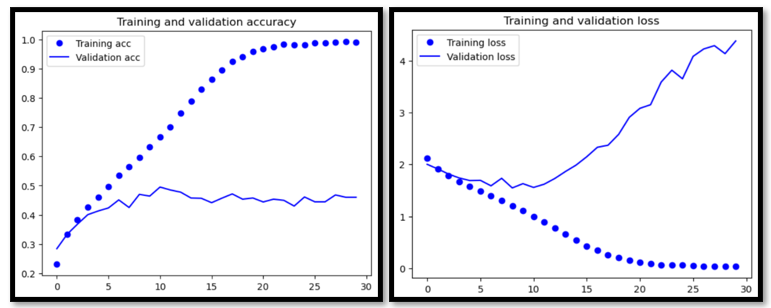 Training and validation accuracy
Training acc
Validation acc
1.0
0.9
0.8
0.7
0.6
0.5
0.4
0.3
0.2
0 5 10 15 20 25 30
Training and validation loss
Training loss
Validation loss
4
3
2
1
0
0 5 10 15 20 25 30